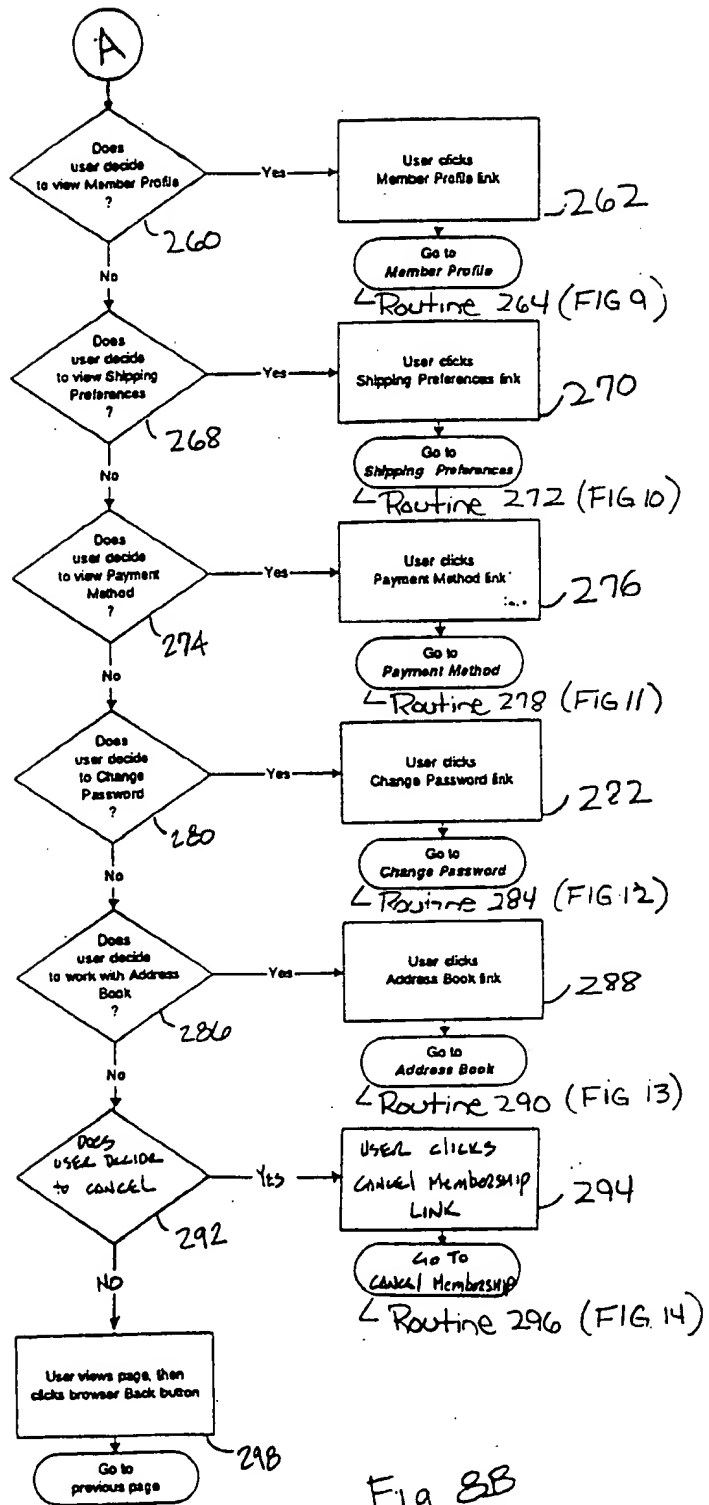 A
Does
user decide
to view Member Profile
?
260
Yes
User clicks
Member Profile link
262
Go to
Member Profile
Routine 264 (FIG 9)
No
Does
user decide
to view Shipping
Preferences
?
268
Yes
User clicks
Shipping Preferences link
270
Go to
Shipping Preferences
Routine 272 (FIG 10)
No
Does
user decide
to view Payment
Method
?
274
Yes
User clicks
Payment Method link
276
Go to
Payment Method
Routine 278 (FIG 11)
No
Does
user decide
to Change
Password
?
280
Yes
User clicks
Change Password link
282
Go to
Change Password
Routine 284 (FIG 12)
No
Does
user decide
to work with Address
Book
?
286
Yes
User clicks
Address Book link
288
Go to
Address Book
Routine 290 (FIG 13)
No
DOES
USER DECIDE
to CANCEL
292
YES
USER clicks
CANCEL MEMBERSHIP
LINK
294
GO TO
CANCEL MEMBERSHIP
Routine 296 (FIG. 14)
NO
User views page, then
clicks browser Back button
298
Go to
previous page
Fig 8B